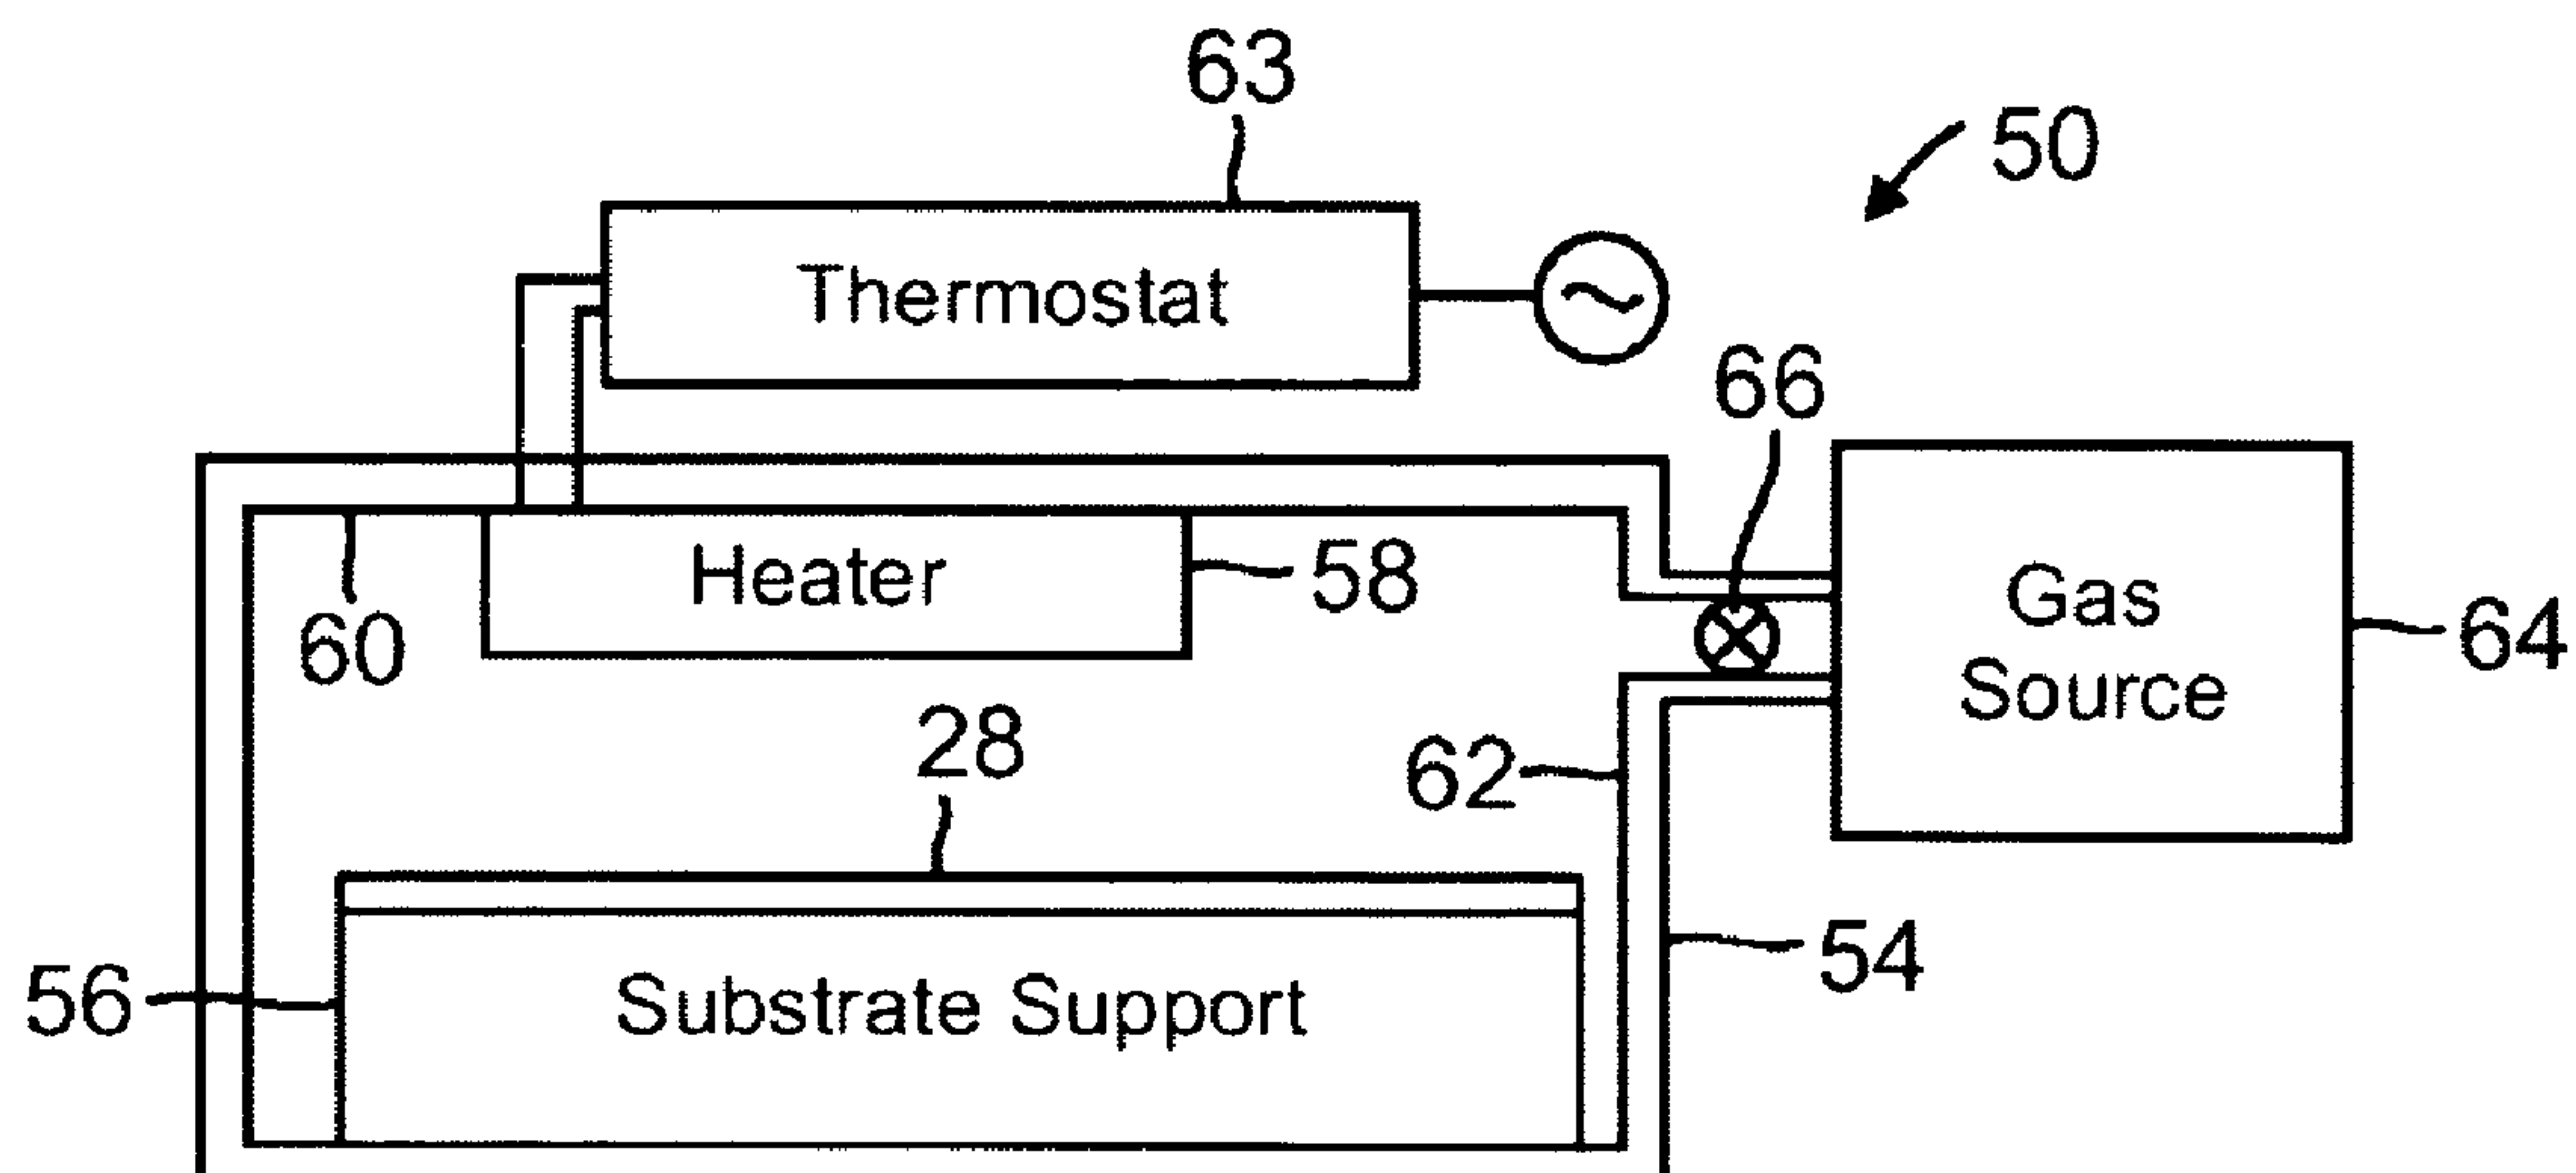 63
50
Thermostat
66
Heater
58
60
Gas
Source
64
28
62
54
56
Substrate Support